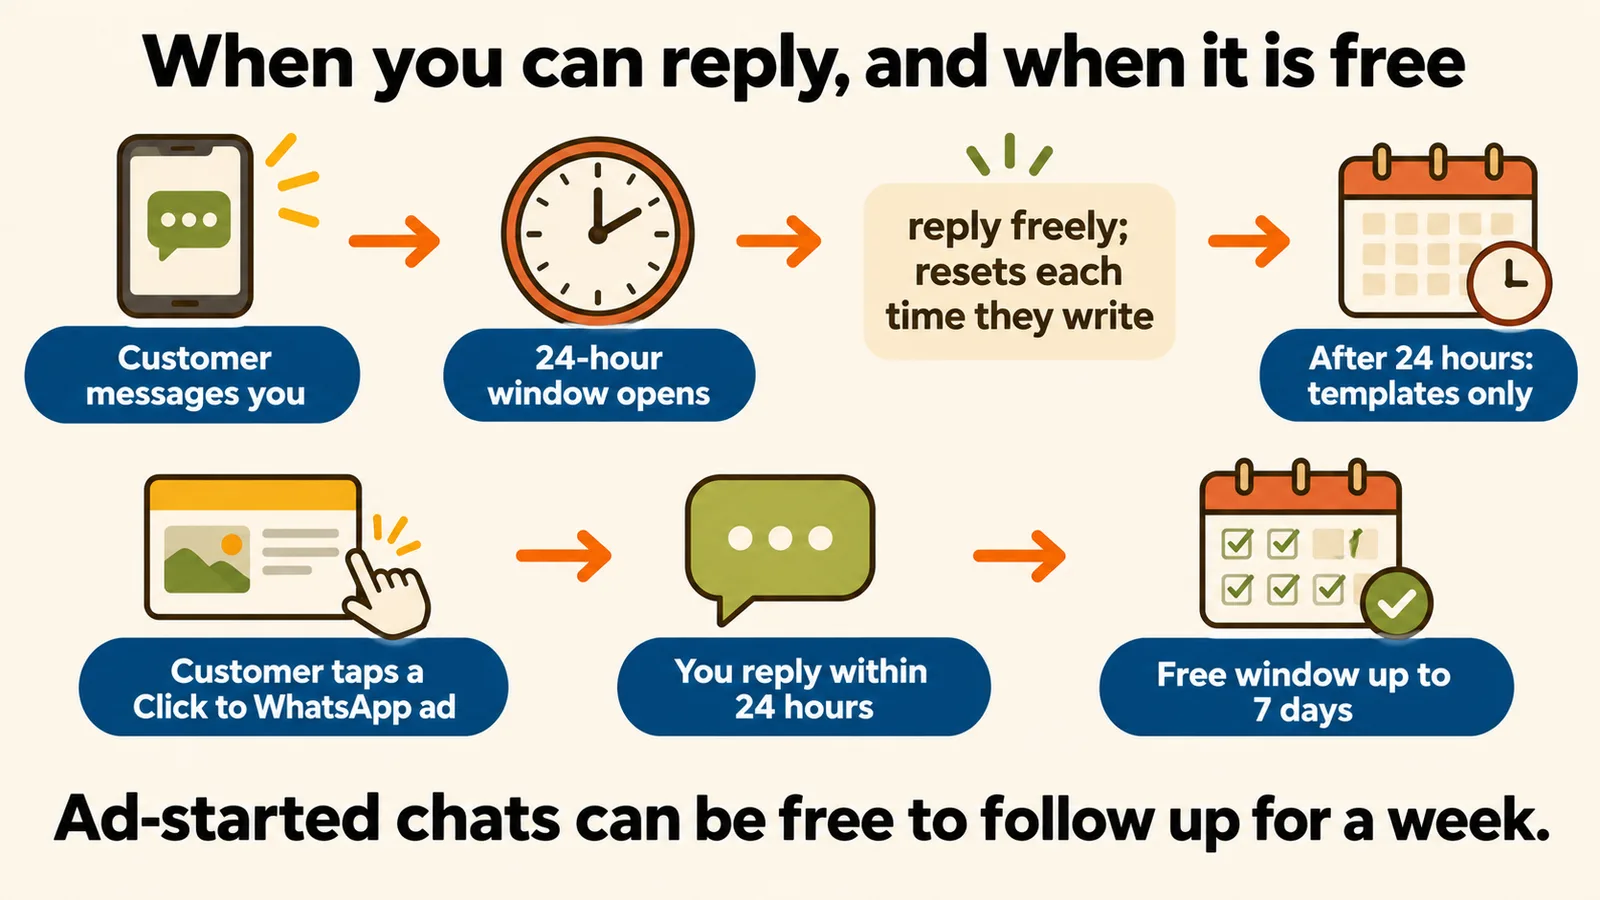 When you can reply, and when it is free
Customer
messages you
24-hour
window opens
reply freely;
resets each
time they write
After 24 hours:
templates only
Customer taps a
Click to WhatsApp ad
You reply within
24 hours
Free window up to
7 days
Ad-started chats can be free to follow up for a week.